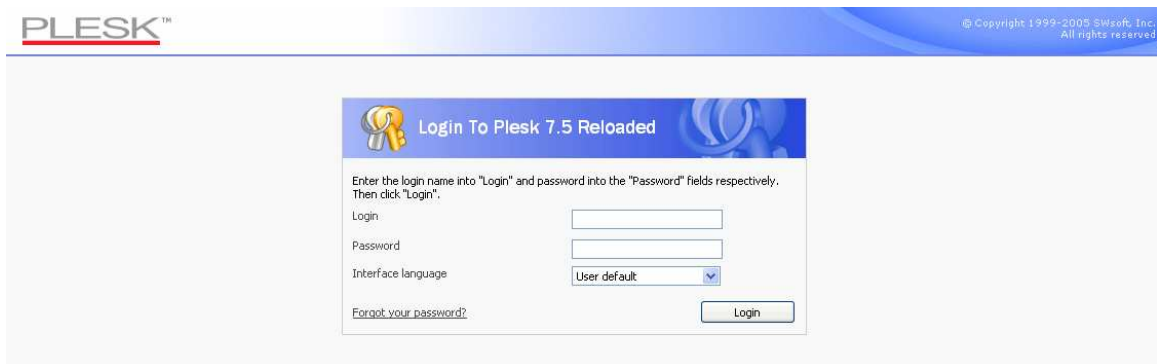 PLESK™
© Copyright 1999-2005 SWsoft, Inc.
All rights reserved
Login To Plesk 7.5 Reloaded
Enter the login name into "Login" and password into the "Password" fields respectively.
Then click "Login".
Login
Password
Interface language
User default
Forgot your password?
Login